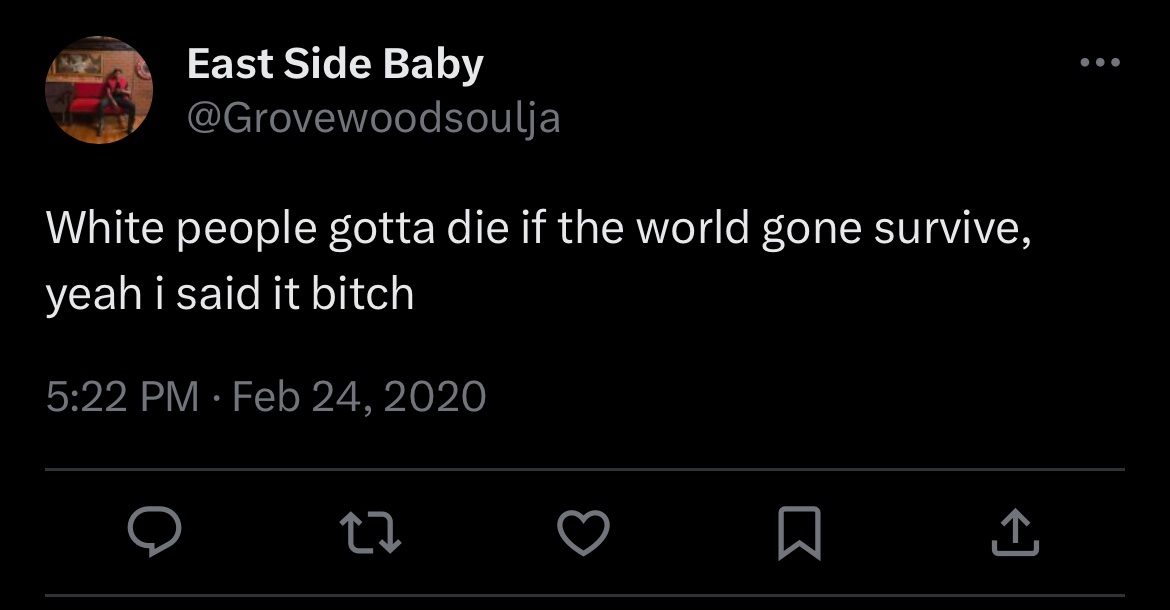 East Side Baby
@Grovewoodsoulja
White people gotta die if the world gone survive,
yeah i said it bitch
5:22 PM · Feb 24, 2020